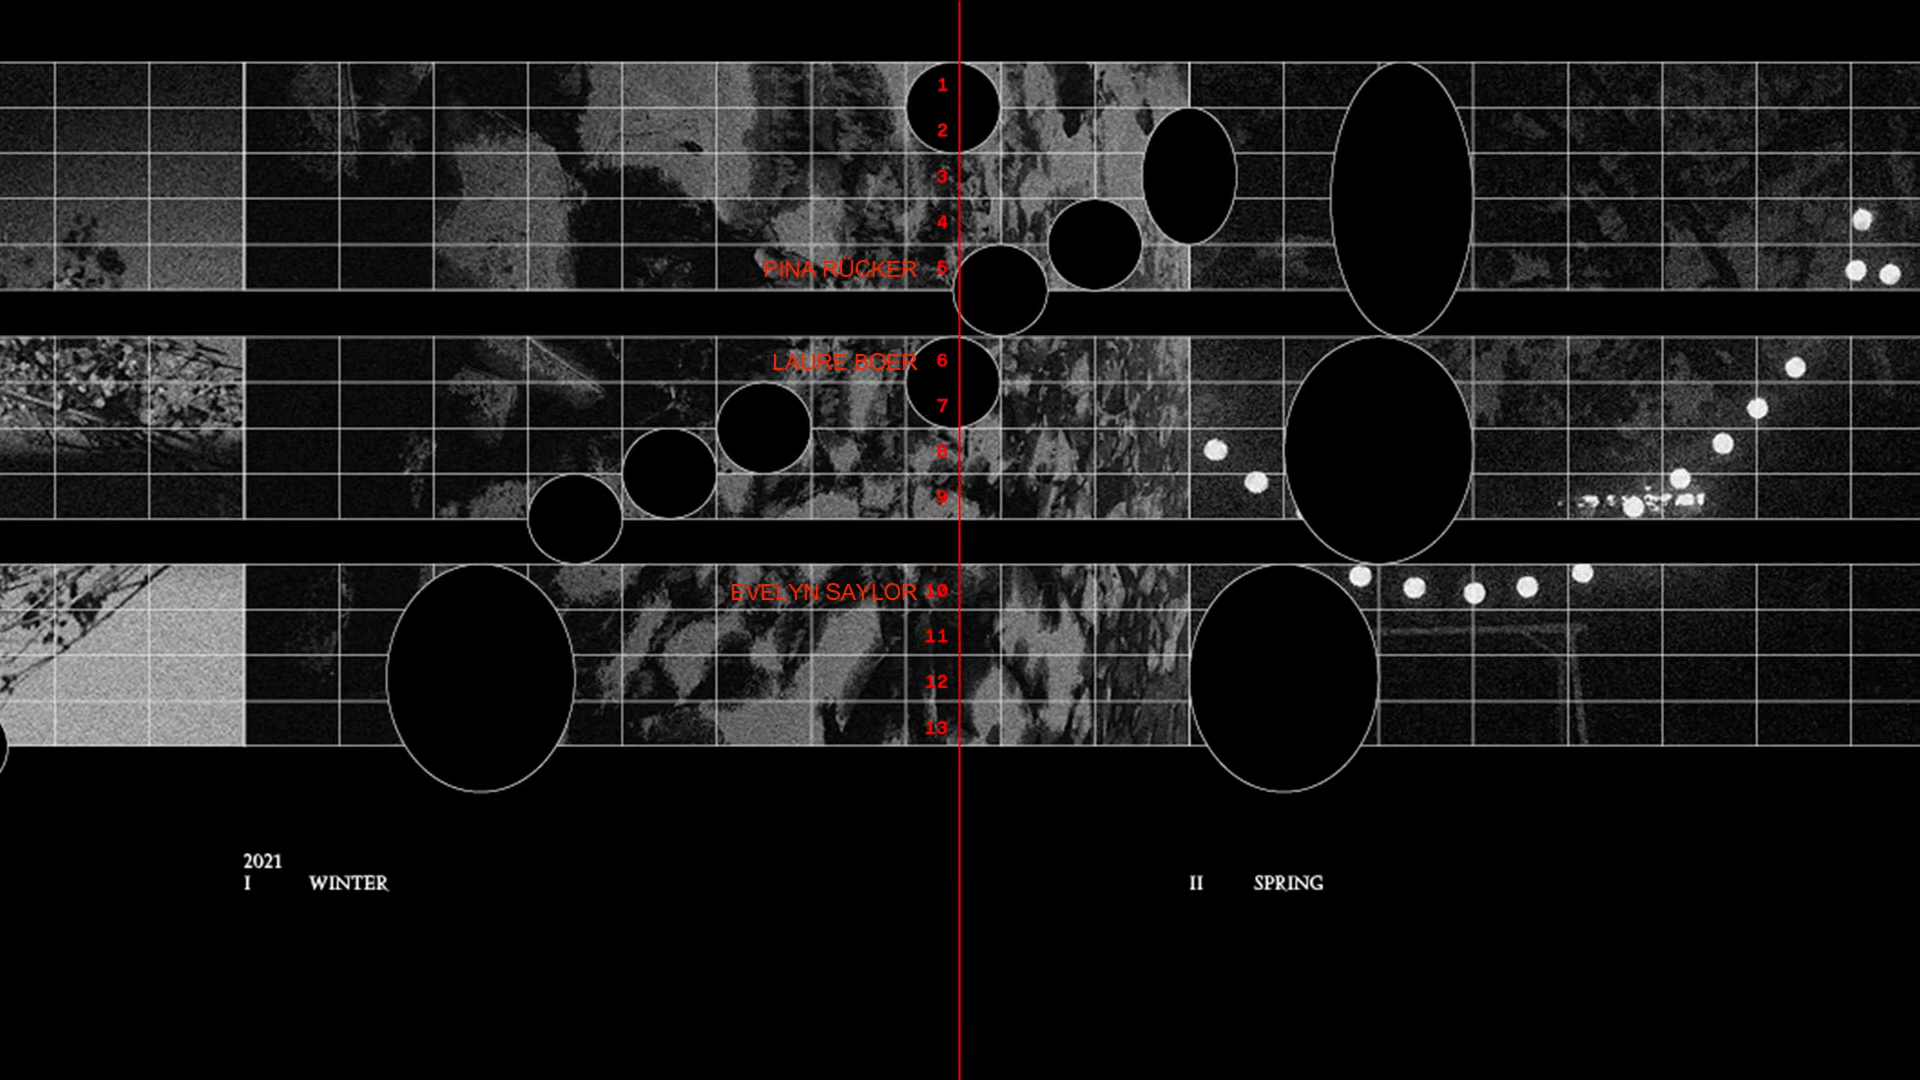 1
2
3
4
PINA RÜCKER 5
LAURE BOER 6
7
8
9
EVELYN SAYLOR 10
11
12
13
2021
I WINTER
II SPRING